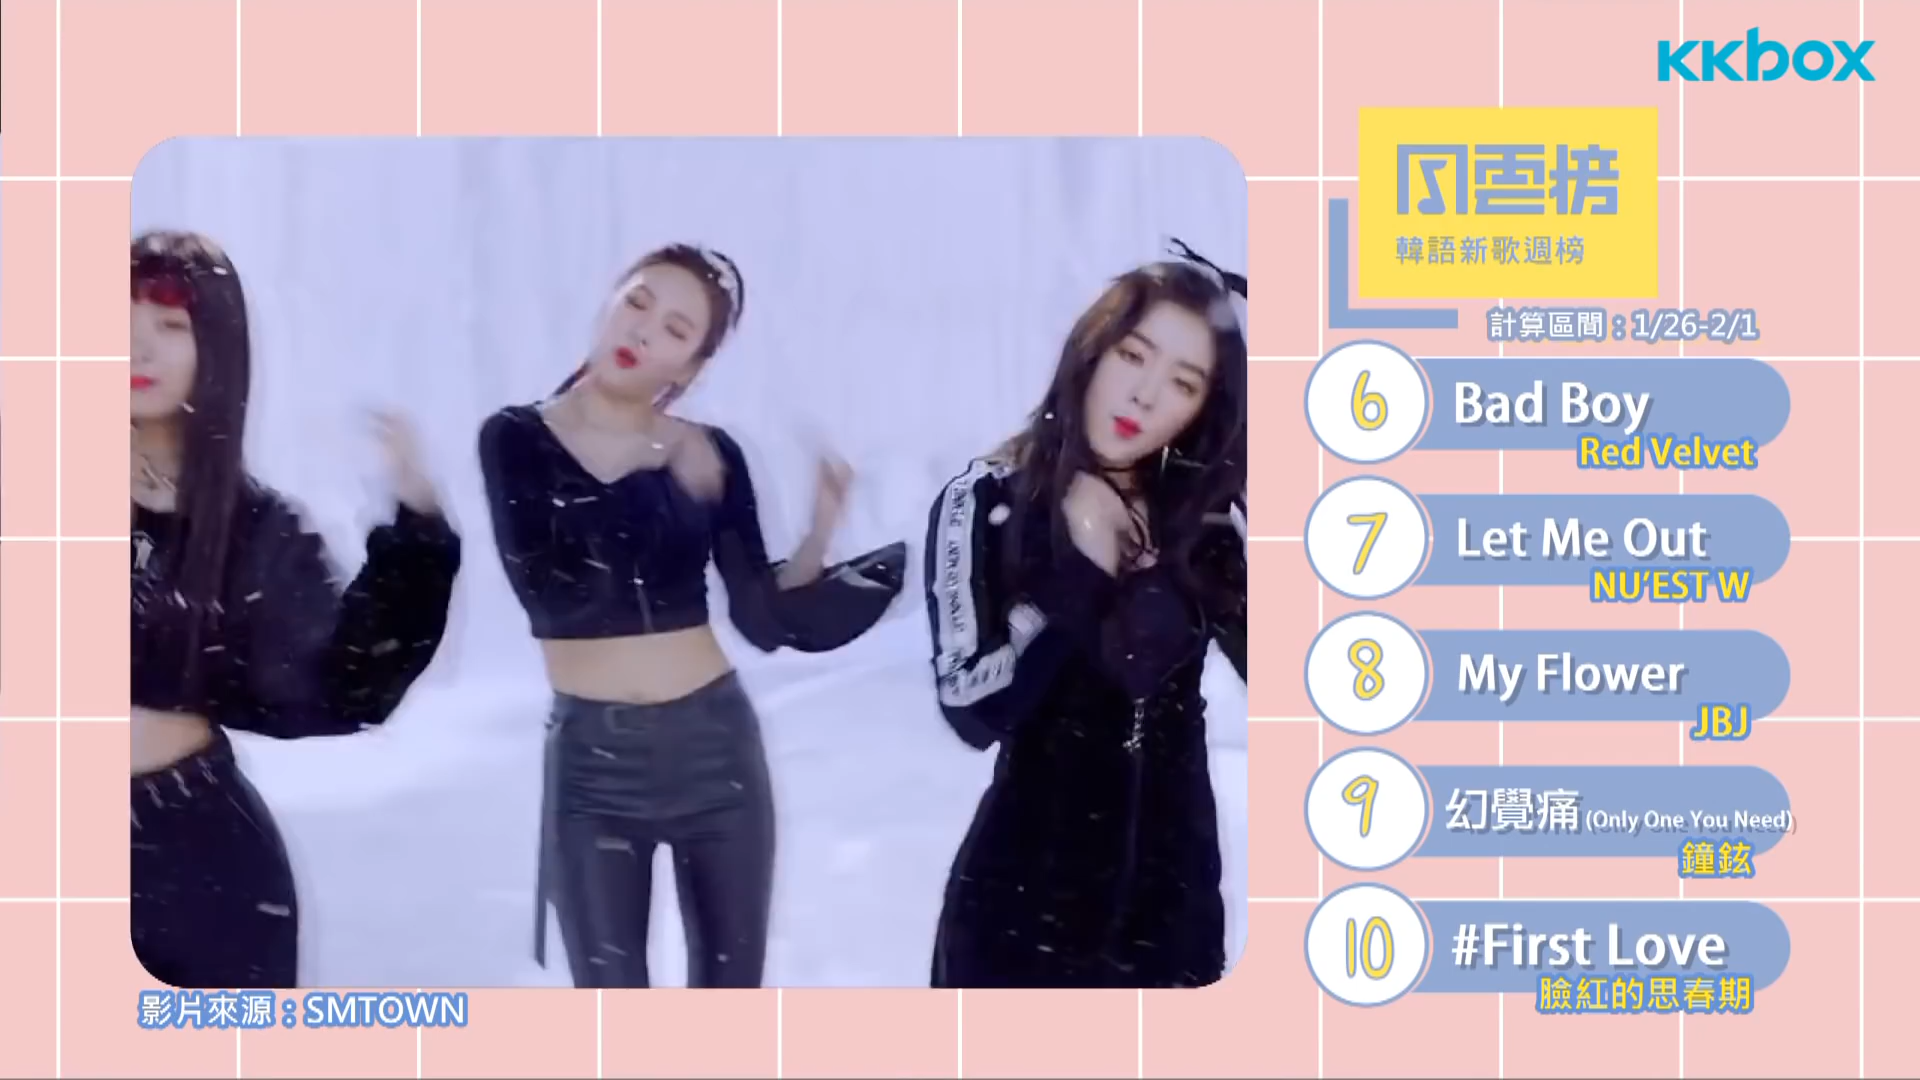 KKBOX
風雲榜
韓語新歌週榜
計算區間：1/26-2/1
6 Bad Boy
Red Velvet
7 Let Me Out
NU'EST W
8 My Flower
JBJ
9 幻覺痛 (Only One You Need)
鐘鉉
10 #First Love
臉紅的思春期
影片來源：SMTOWN